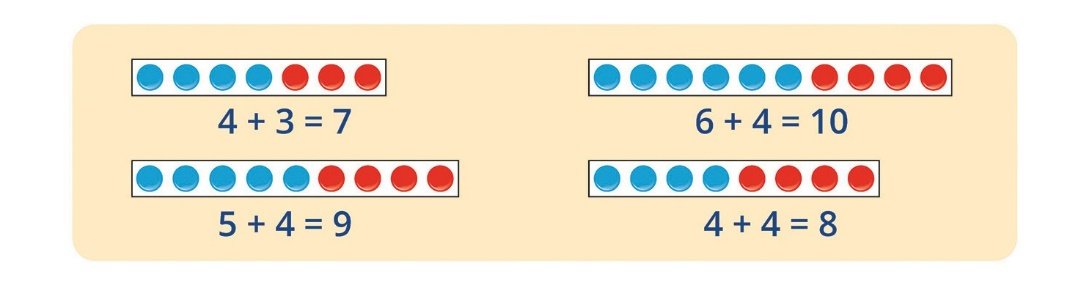 4 + 3 = 7
6 + 4 = 10
5 + 4 = 9
4 + 4 = 8